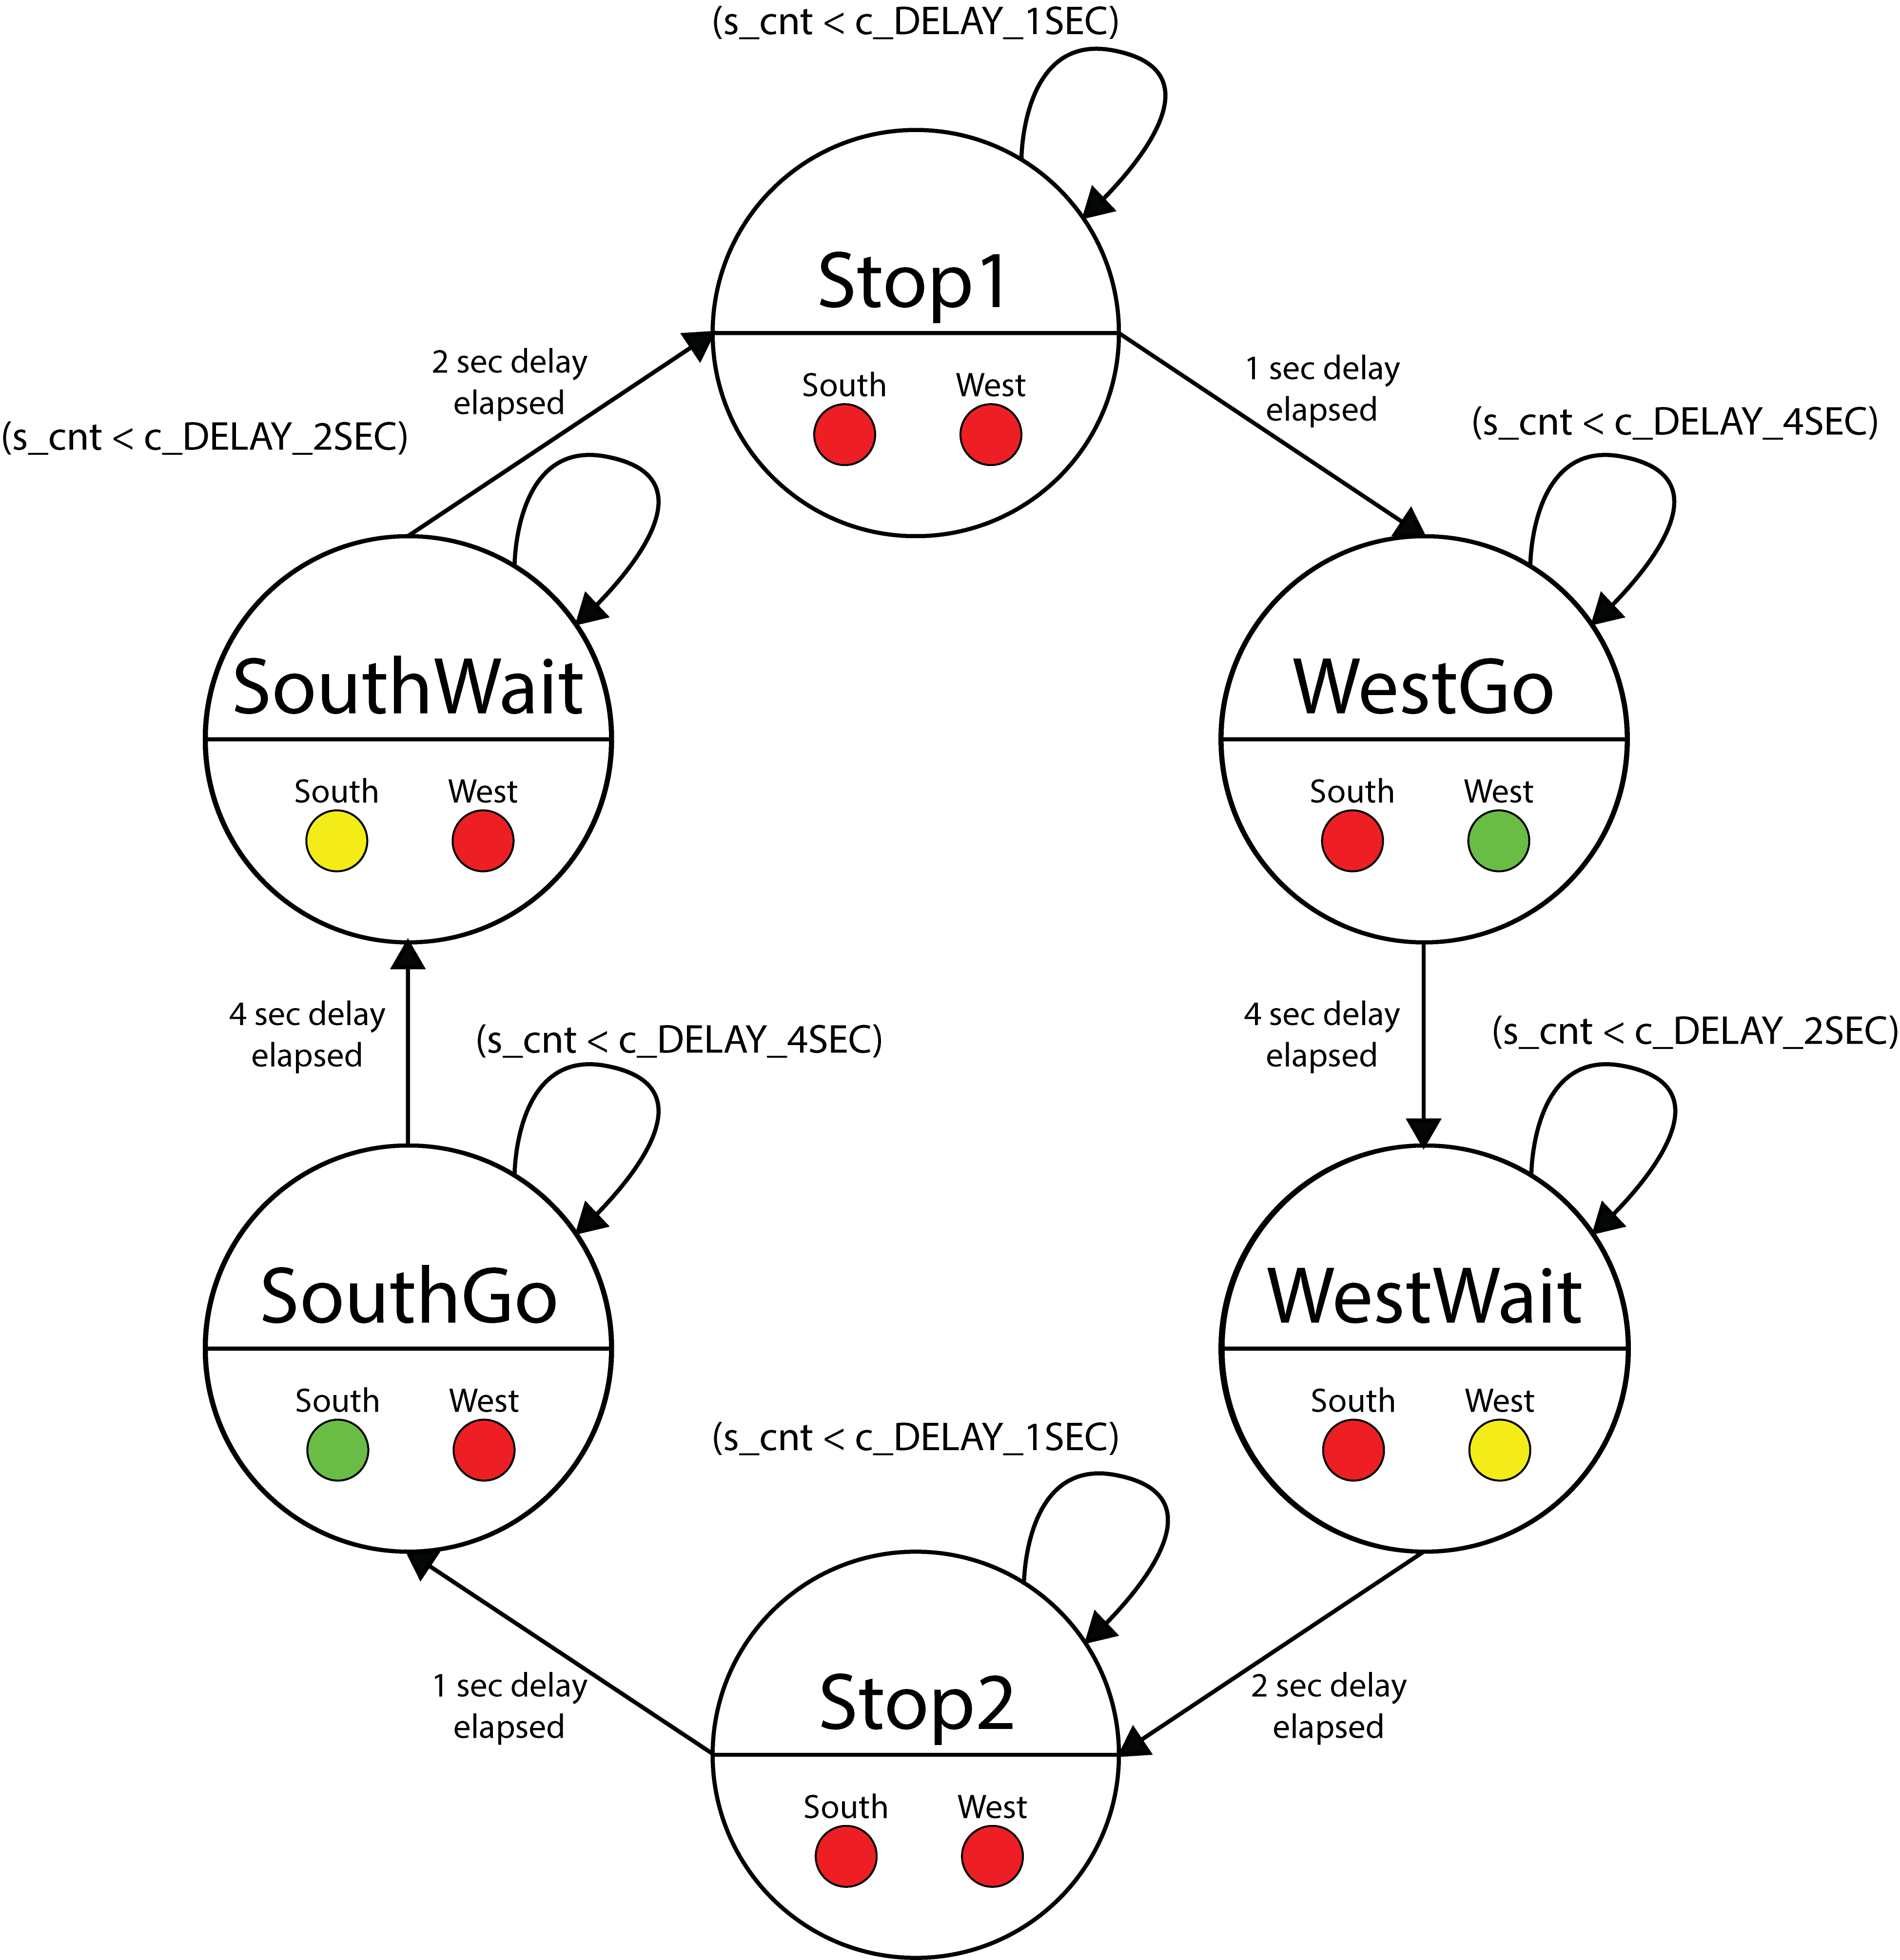 (s_cnt < c_DELAY_1SEC)
Stop1
South West
2 sec delay
elapsed
1 sec delay
elapsed
(s_cnt < c_DELAY_2SEC)
(s_cnt < c_DELAY_4SEC)
SouthWait
South West
WestGo
South West
4 sec delay
elapsed
(s_cnt < c_DELAY_4SEC)
4 sec delay
elapsed
(s_cnt < c_DELAY_2SEC)
SouthGo
South West
WestWait
South West
(s_cnt < c_DELAY_1SEC)
1 sec delay
elapsed
Stop2
South West
2 sec delay
elapsed